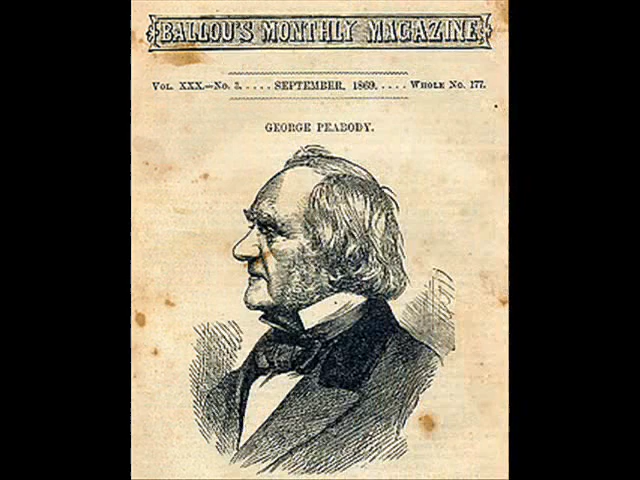 BALLOU'S MONTHLY MAGAZINE
VOL. XXX.—NO. 3. .... SEPTEMBER, 1869. .... WHOLE NO. 177.
GEORGE PEABODY.